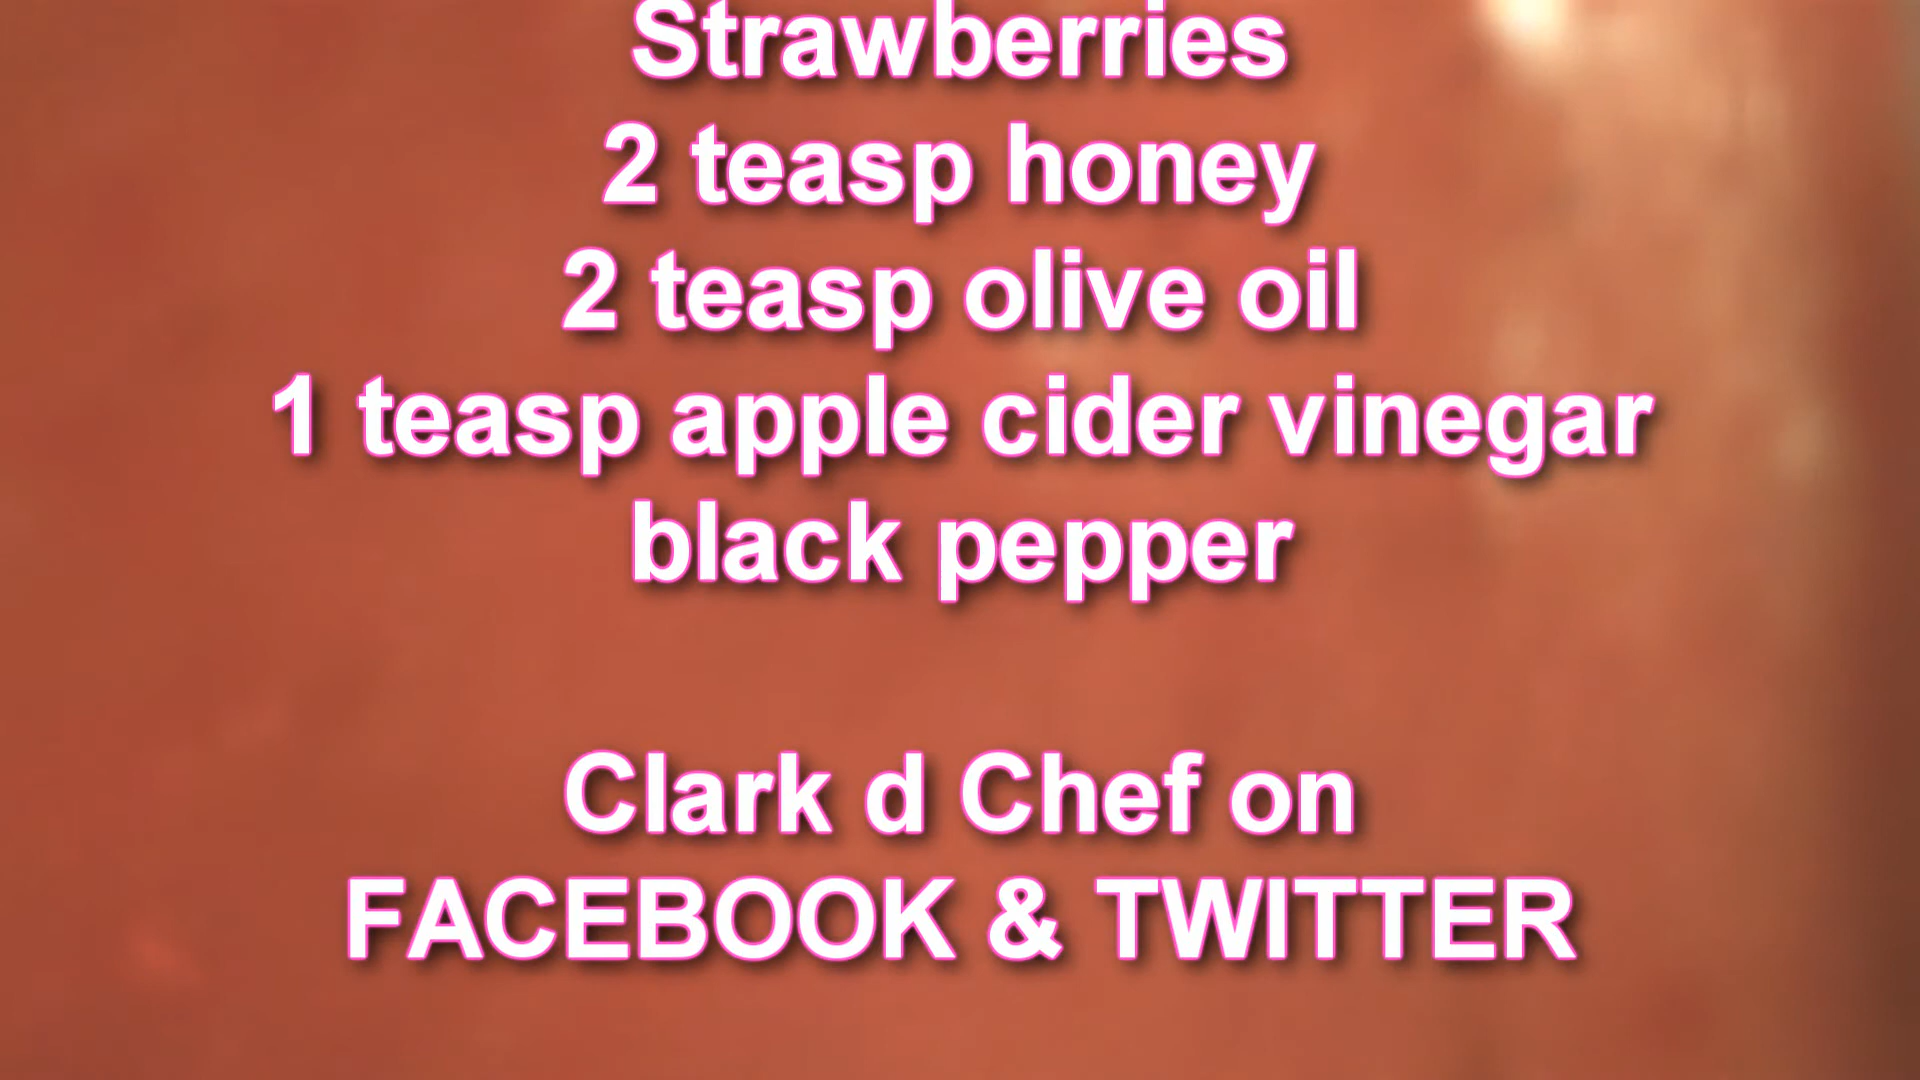 Strawberries
2 teasp honey
2 teasp olive oil
1 teasp apple cider vinegar
black pepper
Clark d Chef on
FACEBOOK & TWITTER